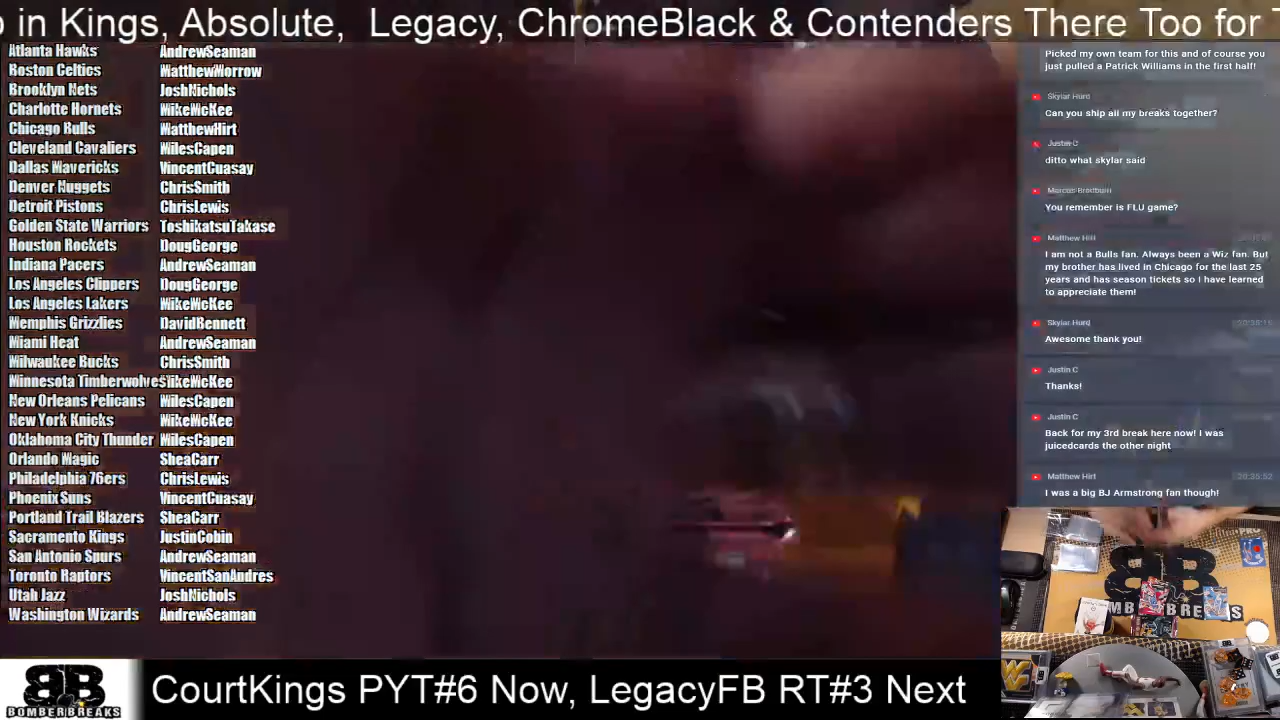 o in Kings, Absolute, Legacy, ChromeBlack & Contenders There Too for T
Atlanta Hawks AndrewSeaman
Boston Celtics MatthewMorrow
Brooklyn Nets JoshNichols
Charlotte Hornets MikeMcKee
Chicago Bulls MatthewHirt
Cleveland Cavaliers MilesCapen
Dallas Mavericks VincentCuasay
Denver Nuggets ChrisSmith
Detroit Pistons ChrisLewis
Golden State Warriors ToshikatsuTakase
Houston Rockets DougGeorge
Indiana Pacers AndrewSeaman
Los Angeles Clippers DougGeorge
Los Angeles Lakers MikeMcKee
Memphis Grizzlies DavidBennett
Miami Heat AndrewSeaman
Milwaukee Bucks ChrisSmith
Minnesota Timberwolves MikeMcKee
New Orleans Pelicans MilesCapen
New York Knicks MikeMcKee
Oklahoma City Thunder MilesCapen
Orlando Magic SheaCarr
Philadelphia 76ers ChrisLewis
Phoenix Suns VincentCuasay
Portland Trail Blazers SheaCarr
Sacramento Kings JustinCobin
San Antonio Spurs AndrewSeaman
Toronto Raptors VincentSanAndres
Utah Jazz JoshNichols
Washington Wizards AndrewSeaman
Picked my own team for this and of course you
just pulled a Patrick Williams in the first half!
Skylar Hurd
Can you ship all my breaks together?
Justin C
ditto what skylar said
Marcus Bradburn
You remember is FLU game?
Matthew Hirt
I am not a Bulls fan. Always been a Wiz fan. But
my brother has lived in Chicago for the last 25
years and has season tickets so I have learned
to appreciate them!
Skylar Hurd
Awesome thank you!
Justin C
Thanks!
Justin C
Back for my 3rd break here now! I was
juicedcards the other night
Matthew Hirt 20:35:52
I was a big BJ Armstrong fan though!
BB
BOMBERBREAKS
BB
BOMBERBREAKS
CourtKings PYT#6 Now, LegacyFB RT#3 Next